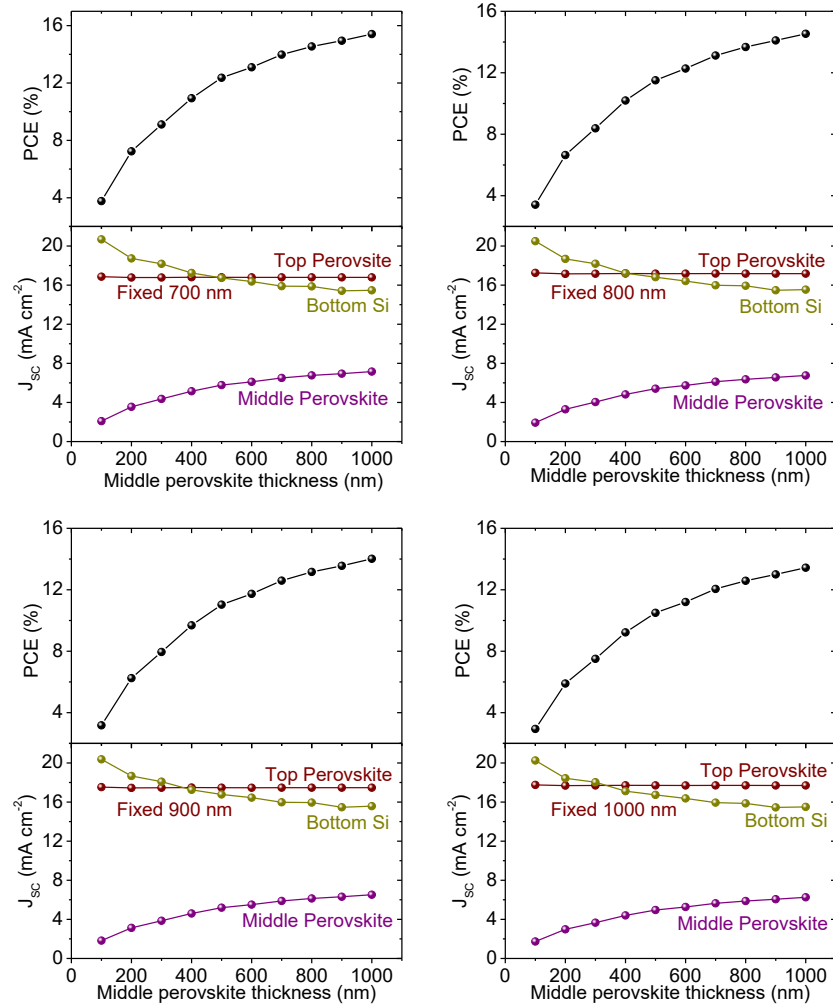 16
12
8
4
PCE (%)
20
16
12
8
4
0
J_SC (mA cm⁻²)
Top Perovsite
Fixed 700 nm
Bottom Si
Middle Perovskite
0 200 400 600 800 1000
Middle perovskite thickness (nm)
16
12
8
4
PCE (%)
20
16
12
8
4
0
J_SC (mA cm⁻²)
Top Perovskite
Fixed 800 nm
Bottom Si
Middle Perovskite
0 200 400 600 800 1000
Middle perovskite thickness (nm)
16
12
8
4
PCE (%)
20
16
12
8
4
0
J_SC (mA cm⁻²)
Top Perovskite
Fixed 900 nm
Bottom Si
Middle Perovskite
0 200 400 600 800 1000
Middle perovskite thickness (nm)
16
12
8
4
PCE (%)
20
16
12
8
4
0
J_SC (mA cm⁻²)
Top Perovskite
Fixed 1000 nm
Bottom Si
Middle Perovskite
0 200 400 600 800 1000
Middle perovskite thickness (nm)